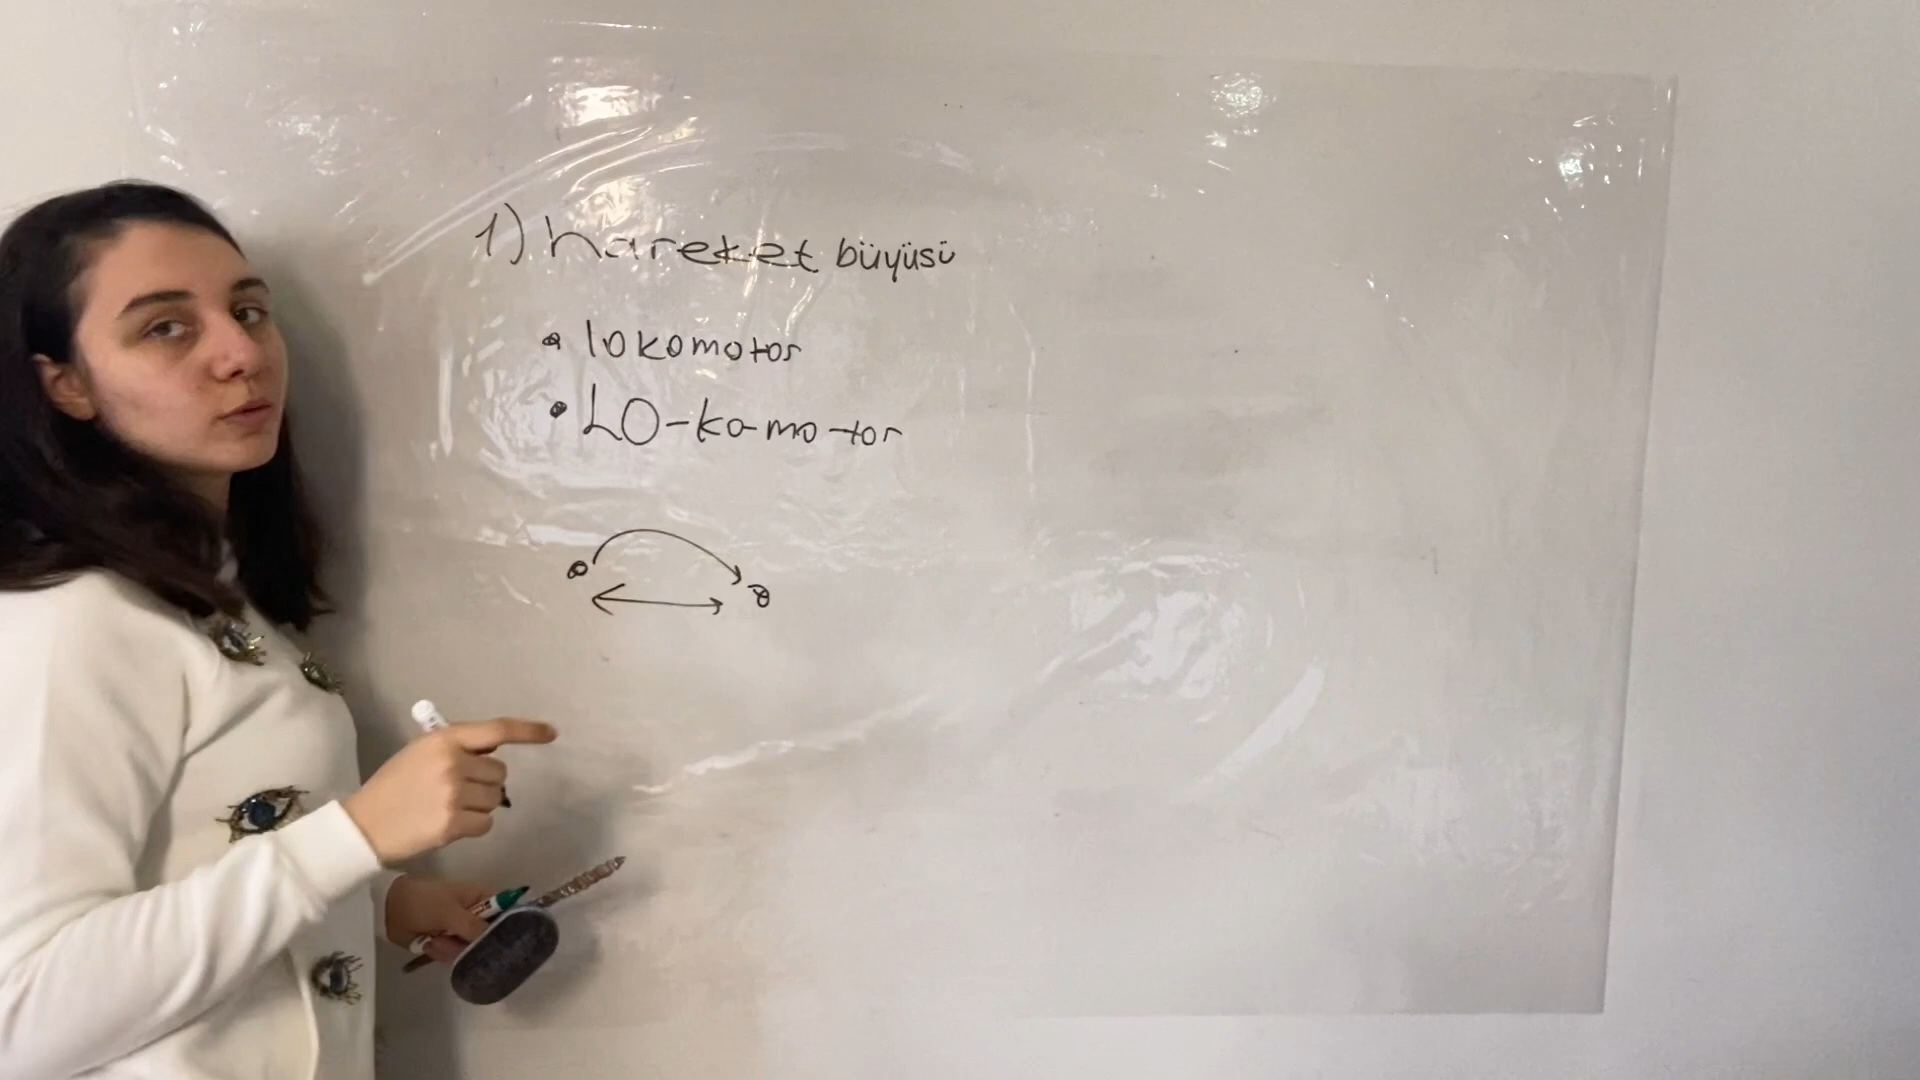 1) hareket büyüsü
• lokomotor
• LO-ko-mo-tor